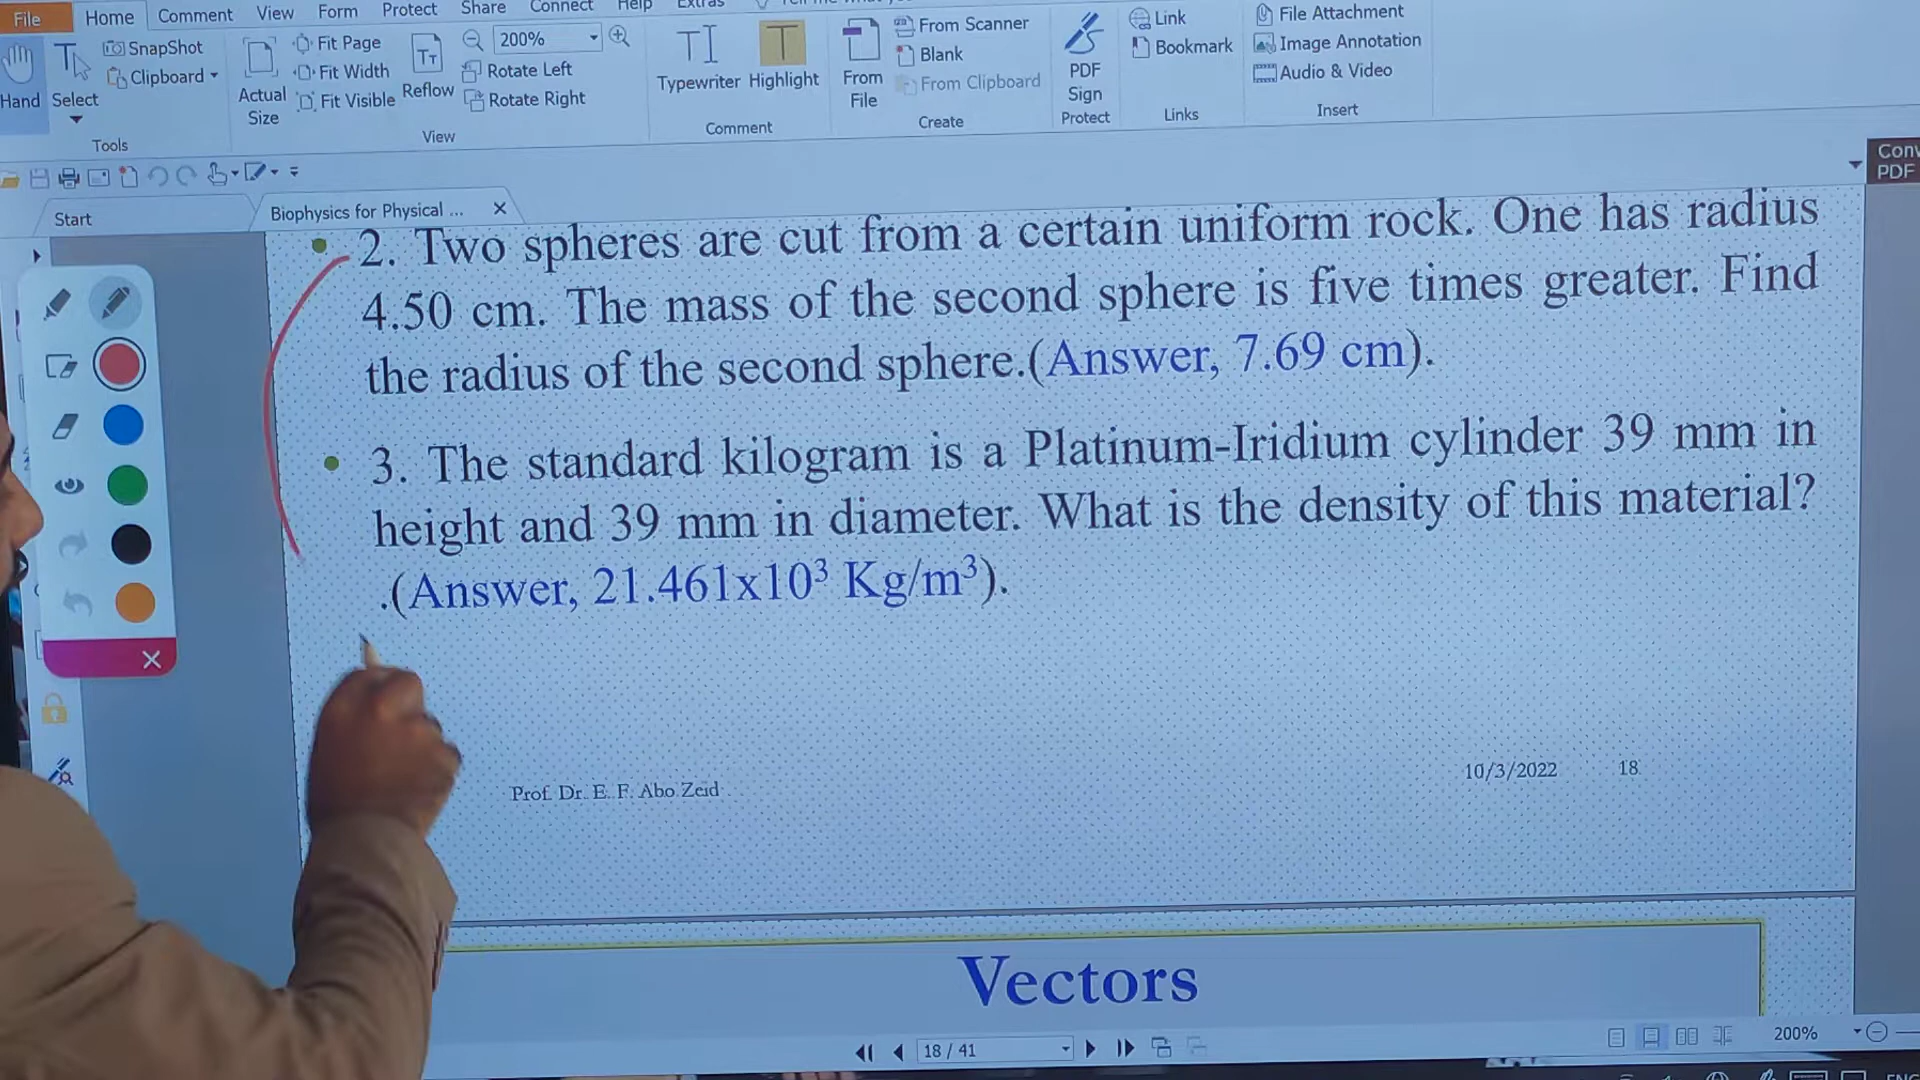 File Home Comment View Form Protect Share Connect Help Extras
Hand
Select
SnapShot
Clipboard
Tools
Actual Size
Fit Page
Fit Width
Fit Visible
Reflow
200%
Rotate Left
Rotate Right
View
Typewriter
Highlight
Comment
From File
From Scanner
Blank
From Clipboard
Create
PDF Sign
Protect
Link
Bookmark
Links
File Attachment
Image Annotation
Audio & Video
Insert
PDF
Start
Biophysics for Physical ...
• 2. Two spheres are cut from a certain uniform rock. One has radius
4.50 cm. The mass of the second sphere is five times greater. Find
the radius of the second sphere.(Answer, 7.69 cm).
• 3. The standard kilogram is a Platinum-Iridium cylinder 39 mm in
height and 39 mm in diameter. What is the density of this material?
.(Answer, 21.461x10³ Kg/m³).
Prof. Dr. E. F. Abo Zeid
10/3/2022
18
Vectors
18 / 41
200%